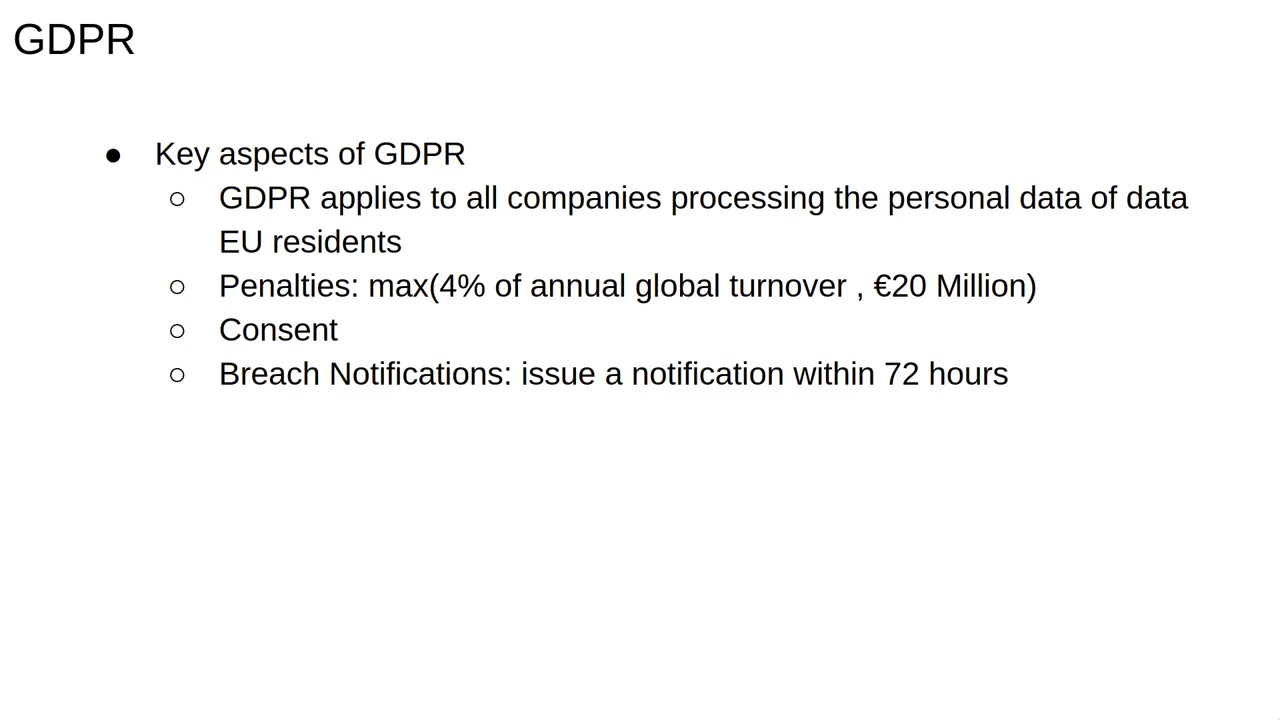 GDPR
● Key aspects of GDPR
○ GDPR applies to all companies processing the personal data of data
EU residents
○ Penalties: max(4% of annual global turnover , €20 Million)
○ Consent
○ Breach Notifications: issue a notification within 72 hours